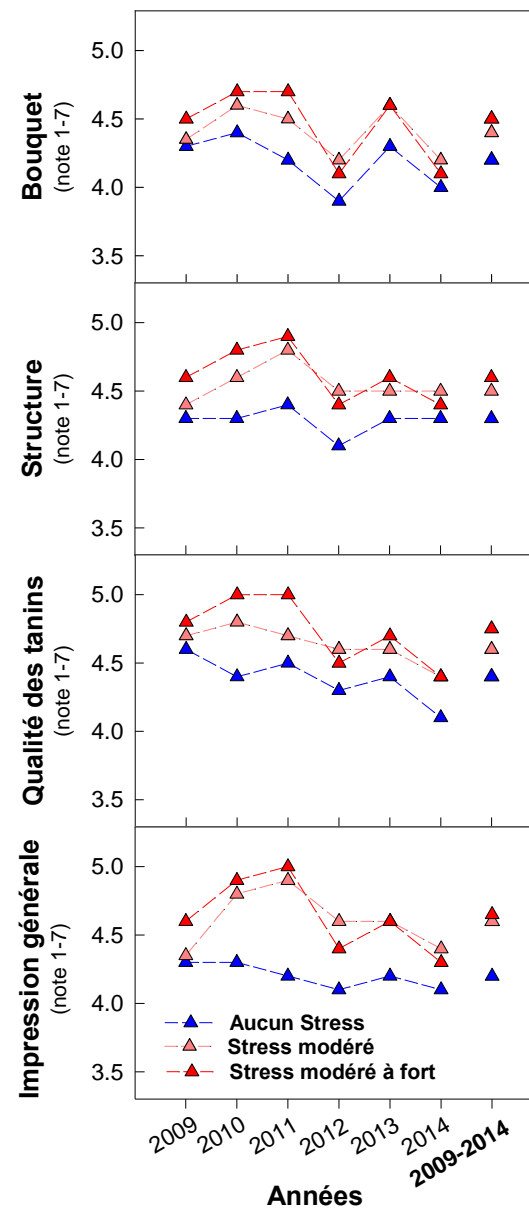 Bouquet
(note 1-7)
5.0
4.5
4.0
3.5
Structure
(note 1-7)
5.0
4.5
4.0
3.5
Qualité des tanins
(note 1-7)
5.0
4.5
4.0
3.5
Impression générale
(note 1-7)
5.0
4.5
4.0
3.5
Aucun Stress
Stress modéré
Stress modéré à fort
2009
2010
2011
2012
2013
2014
2009-2014
Années